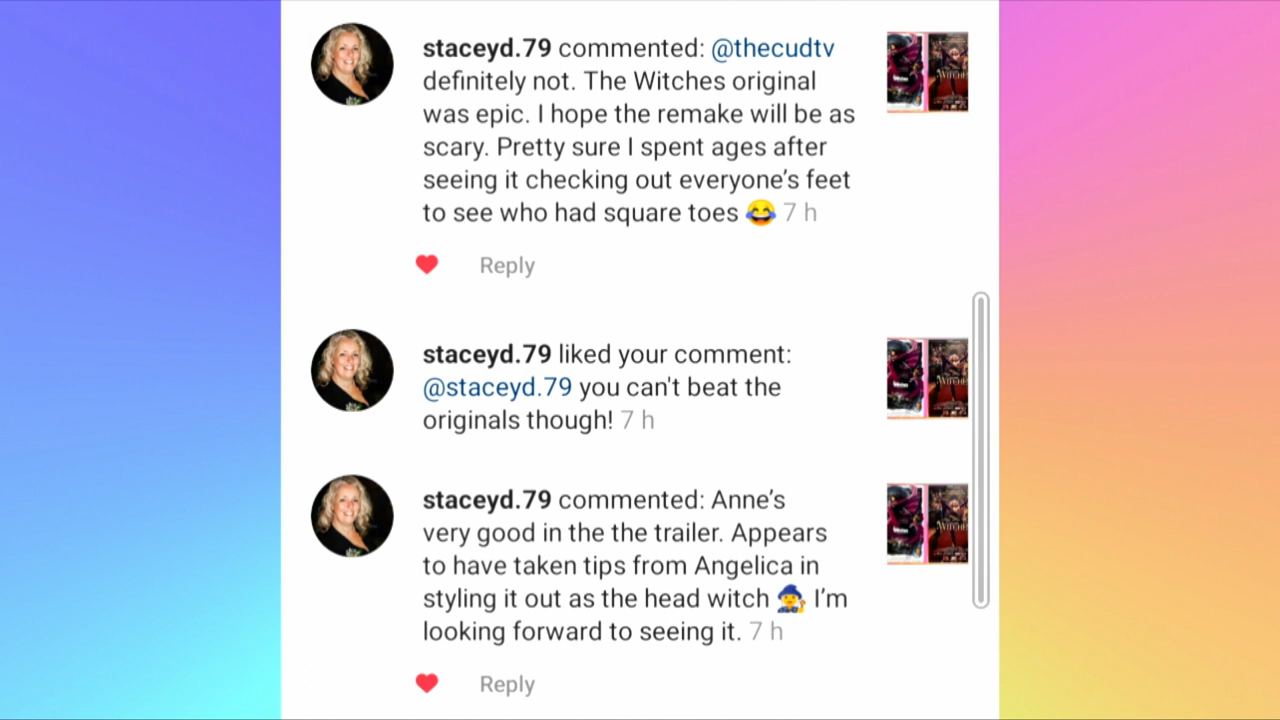 staceyd.79 commented: @thecudtv
definitely not. The Witches original
was epic. I hope the remake will be as
scary. Pretty sure I spent ages after
seeing it checking out everyone's feet
to see who had square toes 😂 7 h
Reply
staceyd.79 liked your comment:
@staceyd.79 you can't beat the
originals though! 7 h
staceyd.79 commented: Anne's
very good in the the trailer. Appears
to have taken tips from Angelica in
styling it out as the head witch 🧙‍♀️ I'm
looking forward to seeing it. 7 h
Reply